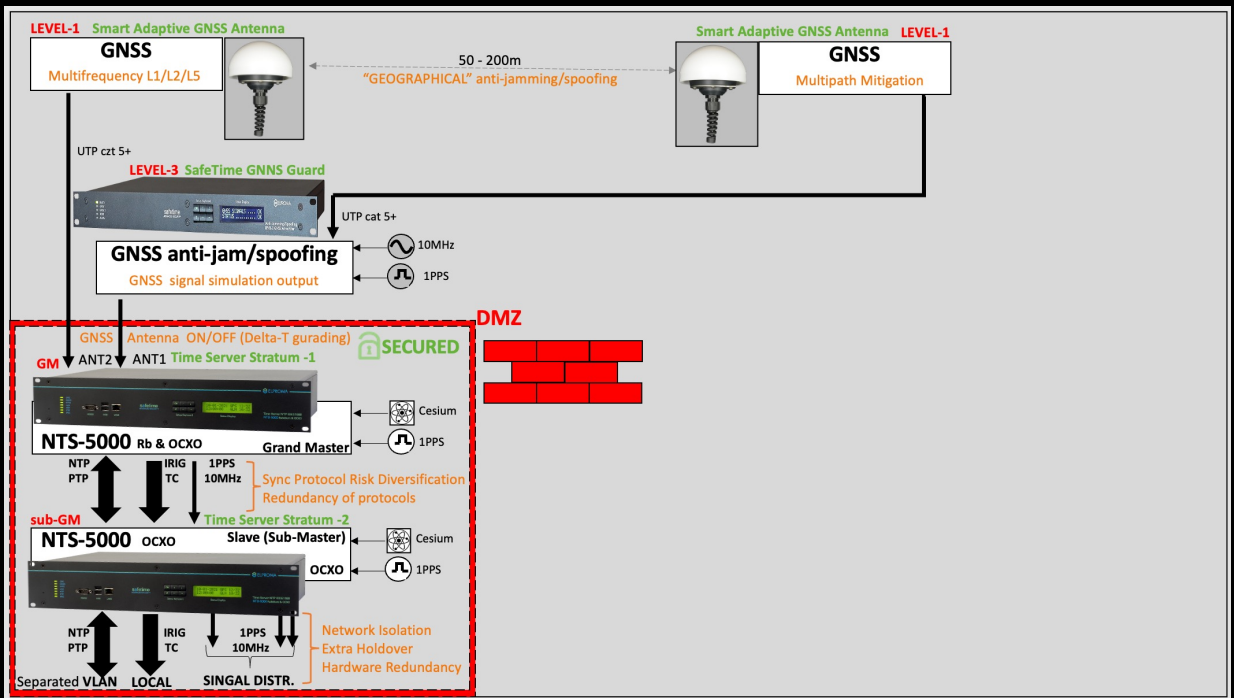 LEVEL-1 Smart Adaptive GNSS Antenna
GNSS
Multifrequency L1/L2/L5
50 - 200m
"GEOGRAPHICAL" anti-jamming/spoofing
Smart Adaptive GNSS Antenna LEVEL-1
GNSS
Multipath Mitigation
UTP czt 5+
LEVEL-3 SafeTime GNNS Guard
UTP cat 5+
GNSS anti-jam/spoofing
GNSS signal simulation output
10MHz
1PPS
DMZ
GNSS Antenna ON/OFF (Delta-T gurading)
SECURED
GM ANT2 ANT1 Time Server Stratum -1
ELPROMA
NTS-5000 Rb & OCXO
Grand Master
Cesium
1PPS
NTP
PTP
IRIG
TC
1PPS
10MHz
Sync Protocol Risk Diversification
Redundancy of protocols
sub-GM
Time Server Stratum -2
NTS-5000 OCXO
Slave (Sub-Master)
OCXO
Cesium
1PPS
ELPROMA
NTP
PTP
IRIG
TC
1PPS
10MHz
Network Isolation
Extra Holdover
Hardware Redundancy
Separated VLAN
LOCAL
SINGAL DISTR.